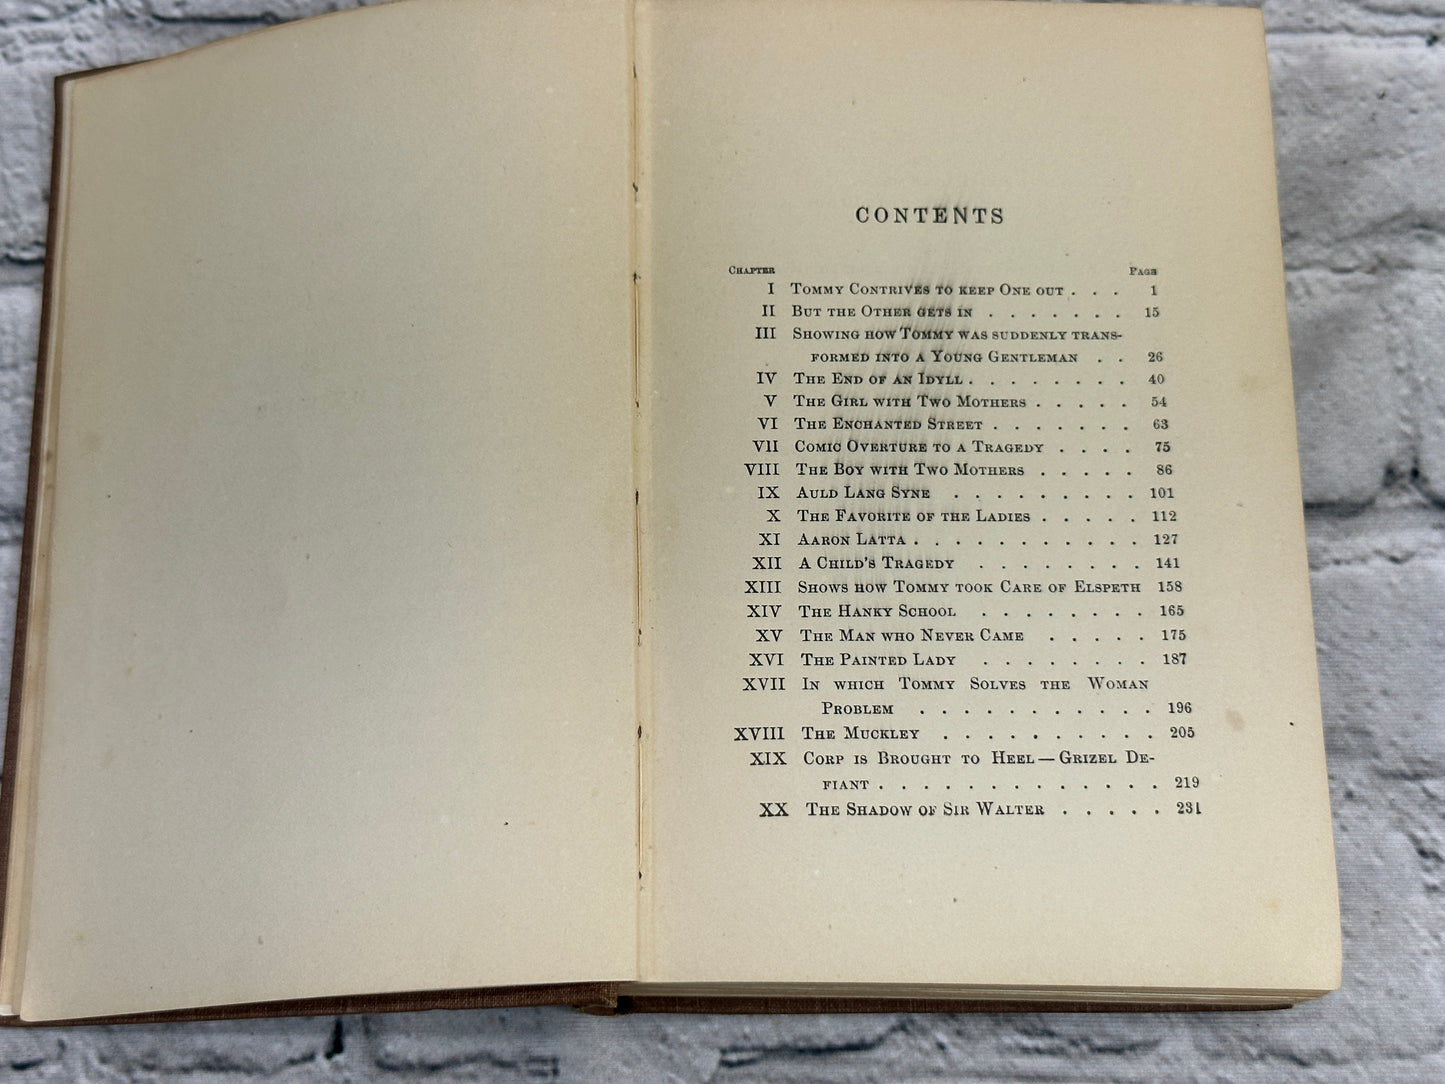 CONTENTS
CHAPTER PAGE
I TOMMY CONTRIVES TO KEEP ONE OUT . . . 1
II BUT THE OTHER GETS IN . . . . . . . 15
III SHOWING HOW TOMMY WAS SUDDENLY TRANS-
FORMED INTO A YOUNG GENTLEMAN . . 26
IV THE END OF AN IDYLL . . . . . . . . 40
V THE GIRL WITH TWO MOTHERS . . . . . 54
VI THE ENCHANTED STREET . . . . . . . 63
VII COMIC OVERTURE TO A TRAGEDY . . . . 75
VIII THE BOY WITH TWO MOTHERS . . . . . 86
IX AULD LANG SYNE . . . . . . . . . 101
X THE FAVORITE OF THE LADIES . . . . . 112
XI AARON LATTA . . . . . . . . . . . 127
XII A CHILD'S TRAGEDY . . . . . . . . 141
XIII SHOWS HOW TOMMY TOOK CARE OF ELSPETH 158
XIV THE HANKY SCHOOL . . . . . . . . 165
XV THE MAN WHO NEVER CAME . . . . . 175
XVI THE PAINTED LADY . . . . . . . . 187
XVII IN WHICH TOMMY SOLVES THE WOMAN
PROBLEM . . . . . . . . . . . 196
XVIII THE MUCKLEY . . . . . . . . . . 205
XIX CORP IS BROUGHT TO HEEL — GRIZEL DE-
FIANT . . . . . . . . . . . . . 219
XX THE SHADOW OF SIR WALTER . . . . . 231